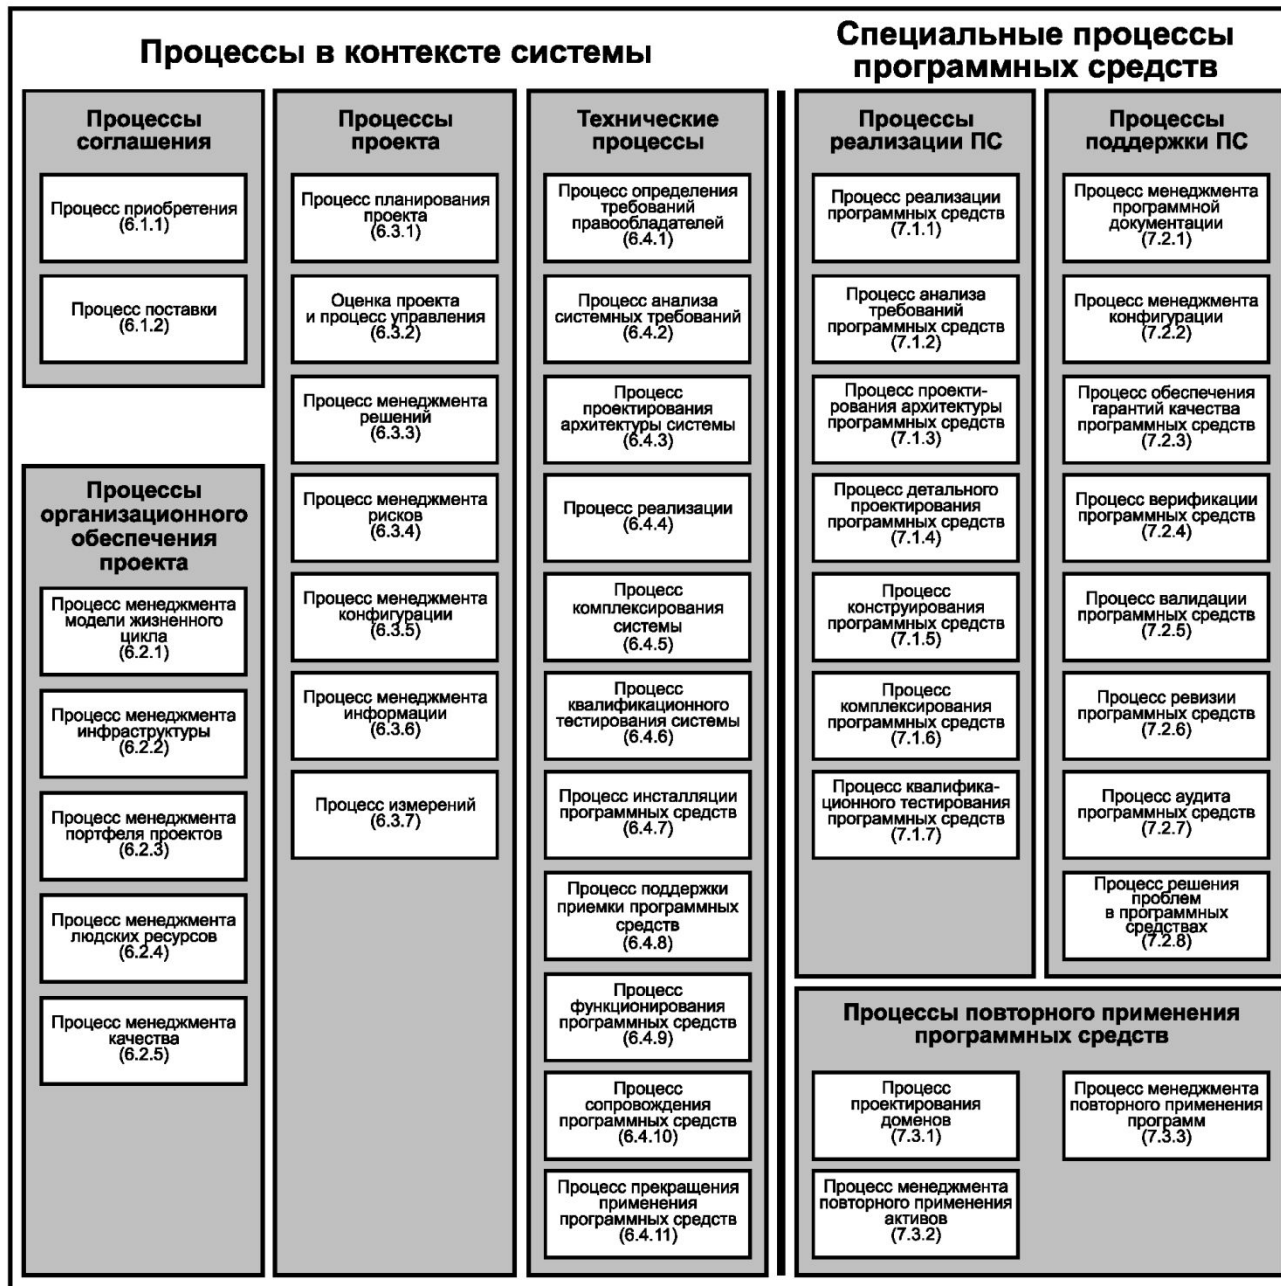 Процессы в контексте системы
Специальные процессы
программных средств
Процессы
соглашения
Процесс приобретения
(6.1.1)
Процесс поставки
(6.1.2)
Процессы
организационного
обеспечения
проекта
Процесс менеджмента
модели жизненного
цикла
(6.2.1)
Процесс менеджмента
инфраструктуры
(6.2.2)
Процесс менеджмента
портфеля проектов
(6.2.3)
Процесс менеджмента
людских ресурсов
(6.2.4)
Процесс менеджмента
качества
(6.2.5)
Процессы
проекта
Процесс планирования
проекта
(6.3.1)
Оценка проекта
и процесс управления
(6.3.2)
Процесс менеджмента
решений
(6.3.3)
Процесс менеджмента
рисков
(6.3.4)
Процесс менеджмента
конфигурации
(6.3.5)
Процесс менеджмента
информации
(6.3.6)
Процесс измерений
(6.3.7)
Технические
процессы
Процесс определения
требований
правообладателей
(6.4.1)
Процесс анализа
системных требований
(6.4.2)
Процесс
проектирования
архитектуры системы
(6.4.3)
Процесс реализации
(6.4.4)
Процесс
комплексирования
системы
(6.4.5)
Процесс
квалификационного
тестирования системы
(6.4.6)
Процесс инсталляции
программных средств
(6.4.7)
Процесс поддержки
приемки программных
средств
(6.4.8)
Процесс
функционирования
программных средств
(6.4.9)
Процесс
сопровождения
программных средств
(6.4.10)
Процесс прекращения
применения
программных средств
(6.4.11)
Процессы
реализации ПС
Процесс реализации
программных средств
(7.1.1)
Процесс анализа
требований
программных средств
(7.1.2)
Процесс проекти-
рования архитектуры
программных средств
(7.1.3)
Процесс детального
проектирования
программных средств
(7.1.4)
Процесс
конструирования
программных средств
(7.1.5)
Процесс
комплексирования
программных средств
(7.1.6)
Процесс квалифика-
ционного тестирования
программных средств
(7.1.7)
Процессы
поддержки ПС
Процесс менеджмента
программной
документации
(7.2.1)
Процесс менеджмента
конфигурации
(7.2.2)
Процесс обеспечения
гарантий качества
программных средств
(7.2.3)
Процесс верификации
программных средств
(7.2.4)
Процесс валидации
программных средств
(7.2.5)
Процесс ревизии
программных средств
(7.2.6)
Процесс аудита
программных средств
(7.2.7)
Процесс решения
проблем
в программных
средствах
(7.2.8)
Процессы повторного применения
программных средств
Процесс
проектирования
доменов
(7.3.1)
Процесс менеджмента
повторного применения
активов
(7.3.2)
Процесс менеджмента
повторного применения
программ
(7.3.3)